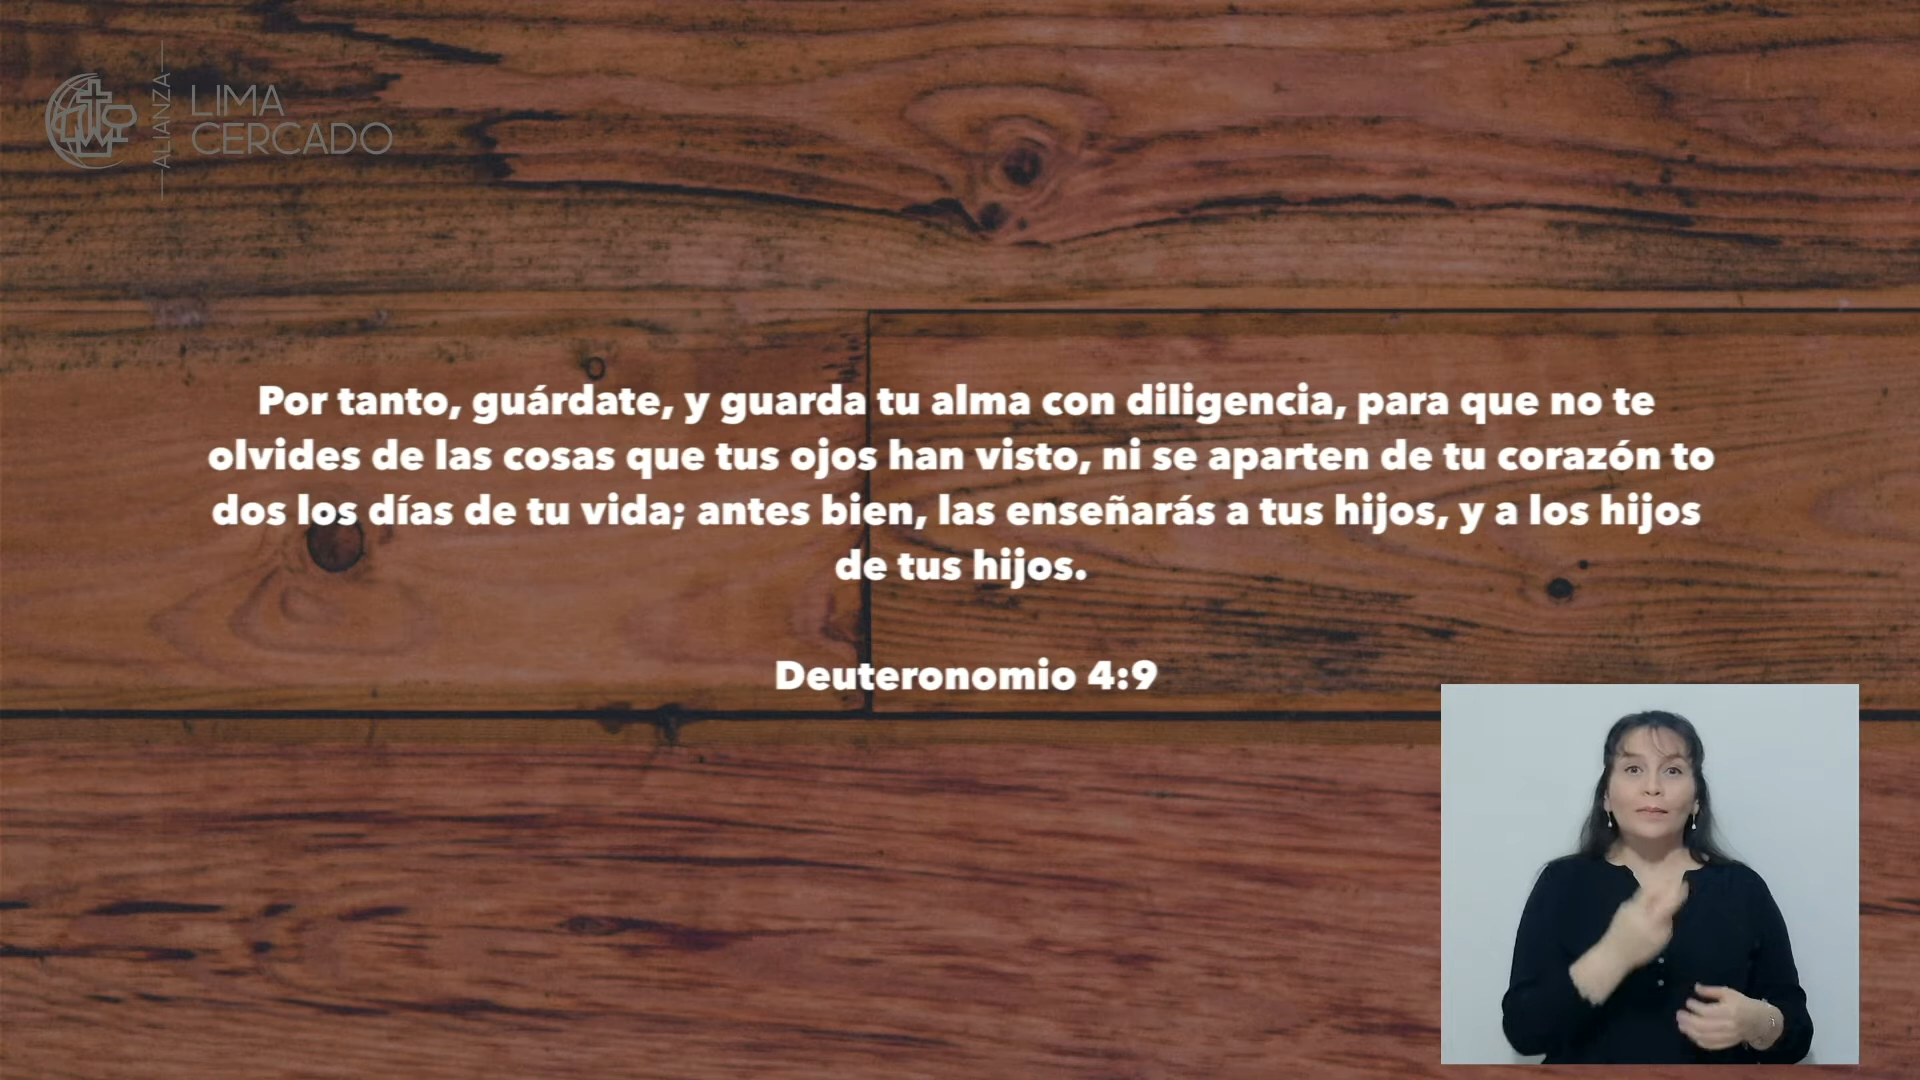 ALIANZA
LIMA
CERCADO
Por tanto, guárdate, y guarda tu alma con diligencia, para que no te
olvides de las cosas que tus ojos han visto, ni se aparten de tu corazón to
dos los días de tu vida; antes bien, las enseñarás a tus hijos, y a los hijos
de tus hijos.
Deuteronomio 4:9